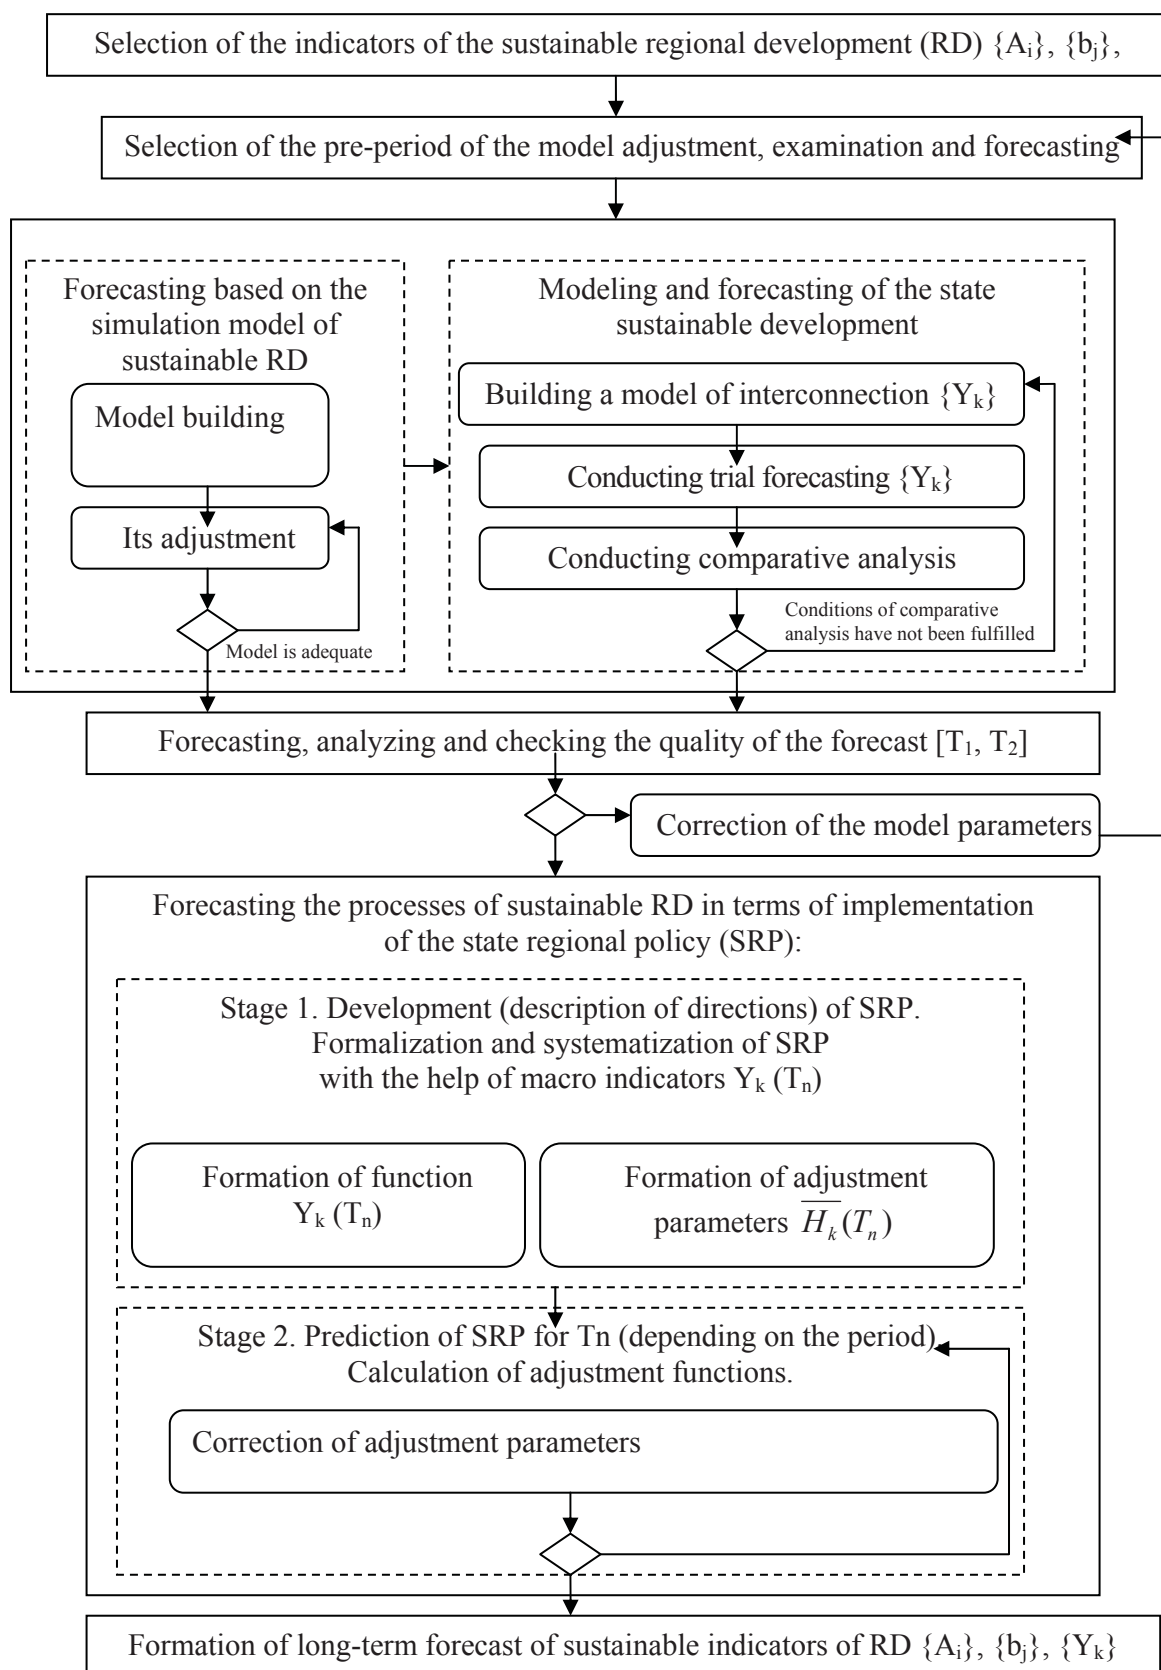 Selection of the indicators of the sustainable regional development (RD) {Aᵢ}, {bⱼ},
Selection of the pre-period of the model adjustment, examination and forecasting
Forecasting based on the
simulation model of
sustainable RD
Model building
Its adjustment
Model is adequate
Modeling and forecasting of the state
sustainable development
Building a model of interconnection {Yₖ}
Conducting trial forecasting {Yₖ}
Conducting comparative analysis
Conditions of comparative
analysis have not been fulfilled
Forecasting, analyzing and checking the quality of the forecast [T₁, T₂]
Correction of the model parameters
Forecasting the processes of sustainable RD in terms of implementation
of the state regional policy (SRP):
Stage 1. Development (description of directions) of SRP.
Formalization and systematization of SRP
with the help of macro indicators Yₖ (Tₙ)
Formation of function
Yₖ (Tₙ)
Formation of adjustment
parameters H̅ₖ(Tₙ)
Stage 2. Prediction of SRP for Tn (depending on the period).
Calculation of adjustment functions.
Correction of adjustment parameters
Formation of long-term forecast of sustainable indicators of RD {Aᵢ}, {bⱼ}, {Yₖ}